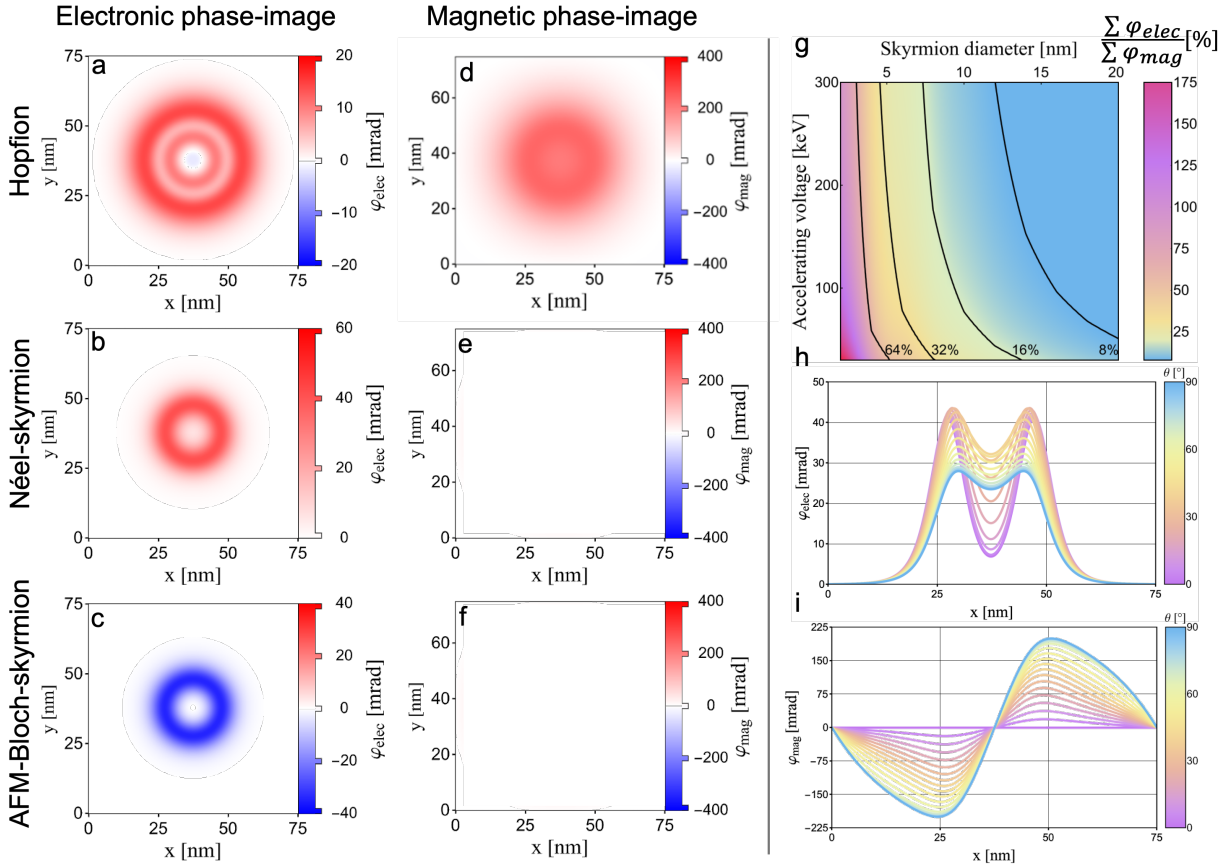 Electronic phase-image
Magnetic phase-image
Hopfion
Néel-skyrmion
AFM-Bloch-skyrmion
a
75
50
25
0
y [nm]
0 25 50 75
x [nm]
20
10
0
−10
−20
φelec [mrad]
d
60
40
20
0
y [nm]
0 25 50 75
x [nm]
400
200
0
−200
−400
φmag [mrad]
b
75
50
25
0
y [nm]
0 25 50 75
x [nm]
60
40
20
0
φelec [mrad]
e
60
40
20
0
y [nm]
0 25 50 75
x [nm]
400
200
0
−200
−400
φmag [mrad]
c
75
50
25
0
y [nm]
0 25 50 75
x [nm]
40
20
0
−20
−40
φelec [mrad]
f
60
40
20
0
y [nm]
0 25 50 75
x [nm]
400
200
0
−200
−400
φmag [mrad]
g
Skyrmion diameter [nm]
5 10 15 20
Accelerating voltage [keV]
300
200
100
64% 32% 16% 8%
∑ φelec
∑ φmag [%]
175
150
125
100
75
50
25
h
50
40
30
20
10
0
φelec [mrad]
0 25 50 75
x [nm]
θ [°]
90
60
30
0
i
225
150
75
0
-75
-150
-225
φmag [mrad]
0 25 50 75
x [nm]
θ [°]
90
60
30
0